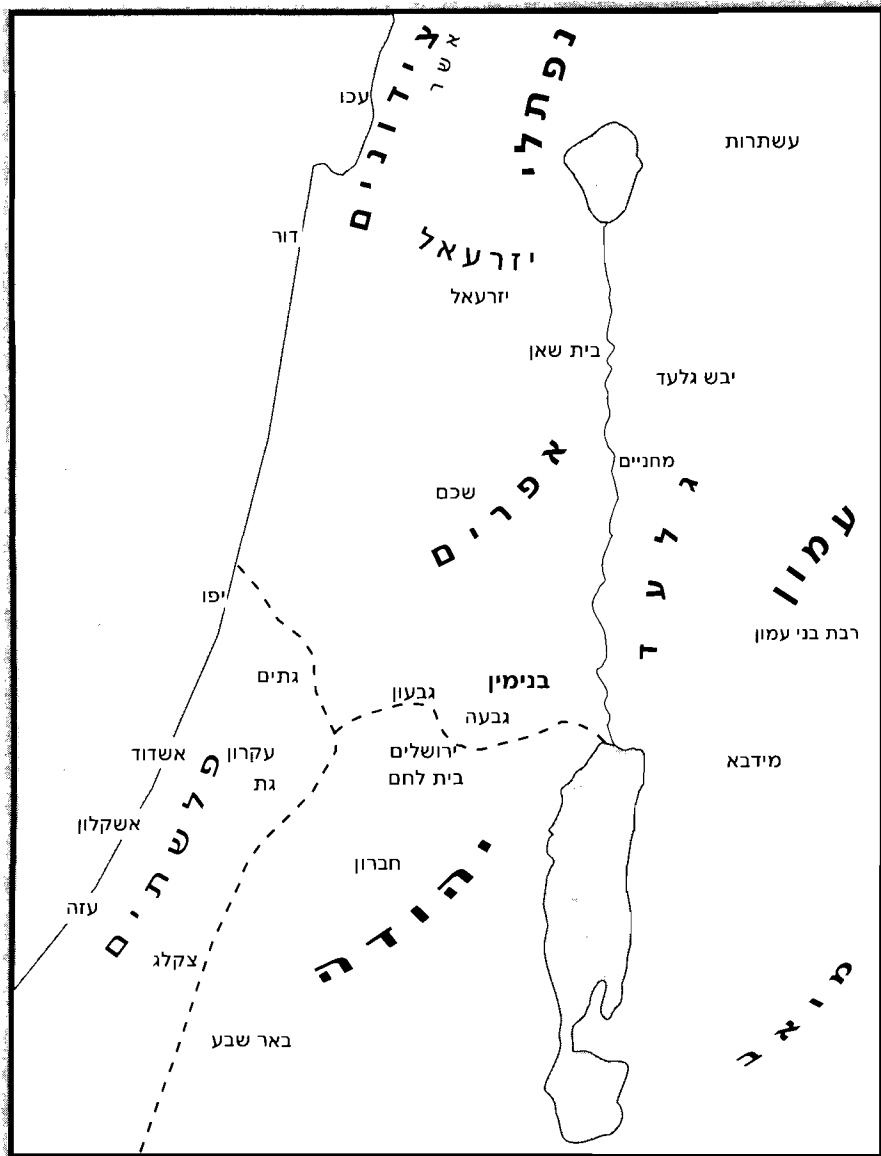 צידונים
אשר
נפתלי
עכו
עשתרות
דור
יזרעאל
יזרעאל
בית שאן
יבש גלעד
אפרים
מחניים
שכם
גלעד
עמון
יפו
רבת בני עמון
גתים
בנימין
גבעון
גבעה
ירושלים
בית לחם
אשדוד
עקרון
גת
מידבא
פלשתים
אשקלון
יהודה
חברון
עזה
צקלג
מואב
באר שבע